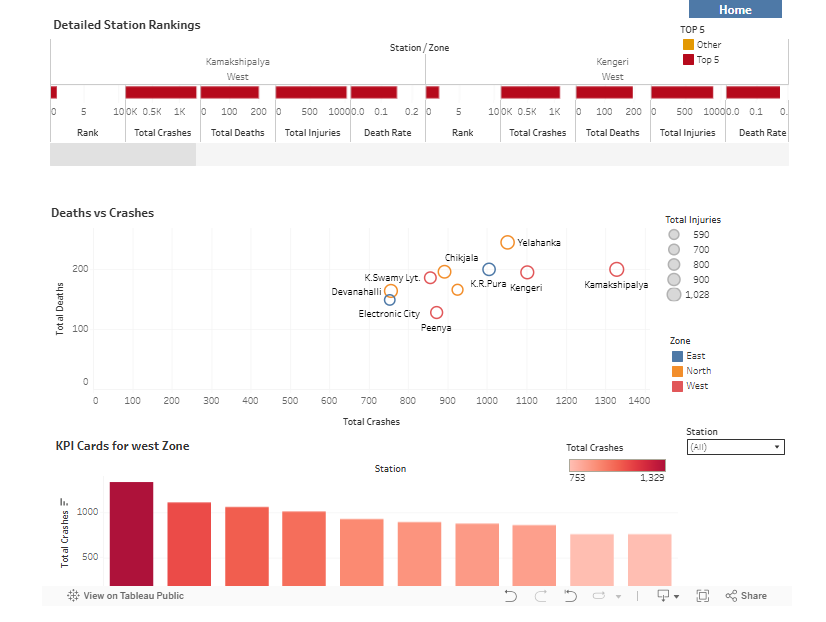 Home
Detailed Station Rankings
TOP 5
Other
Top 5
Station / Zone
Kamakshipalya
Kengeri
West
West
0 5 10 0K 0.5K 1K 0 100 200 0 500 1000 0.0 0.1 0.2 0 5 10 0K 0.5K 1K 0 100 200 0 500 1000 0.0 0.1 0.
Rank Total Crashes Total Deaths Total Injuries Death Rate Rank Total Crashes Total Deaths Total Injuries Death Rate
Deaths vs Crashes
Total Injuries
590
700
800
900
1,028
Total Deaths
200
100
0
Yelahanka
Chikjala
K.Swamy Lyt.
K.R.Pura
Kengeri
Kamakshipalya
Devanahalli
Electronic City
Peenya
0 100 200 300 400 500 600 700 800 900 1000 1100 1200 1300 1400
Total Crashes
Zone
East
North
West
Station
(All)
KPI Cards for west Zone
Total Crashes
753 1,329
Station
Total Crashes
1000
500
View on Tableau Public
Share